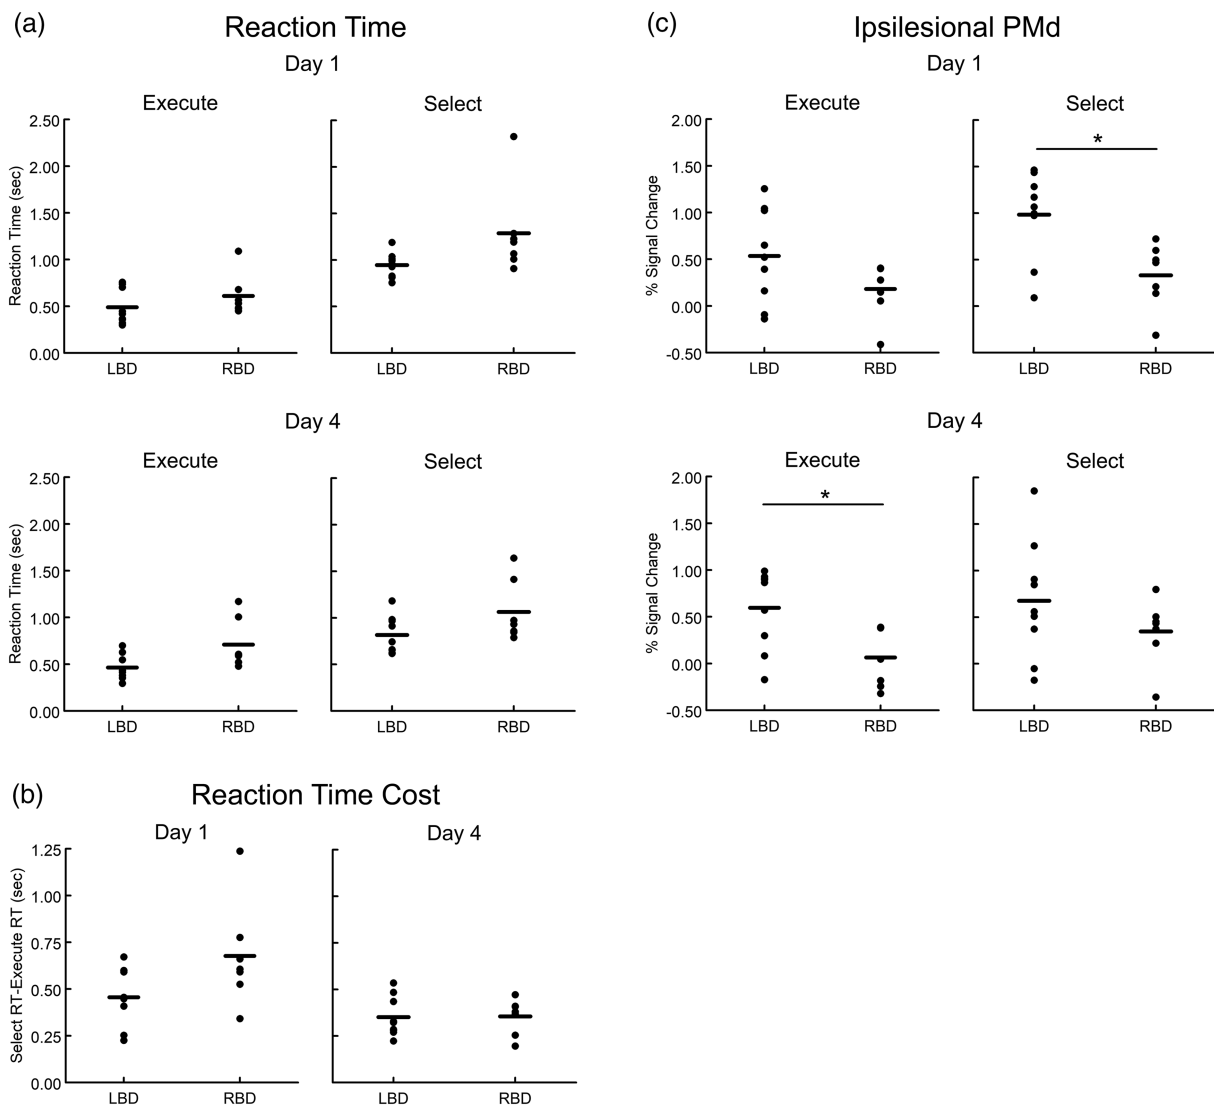 (a) Reaction Time
Day 1
Execute Select
2.50
2.00
1.50
1.00
0.50
0.00
Reaction Time (sec)
LBD RBD LBD RBD
Day 4
Execute Select
2.50
2.00
1.50
1.00
0.50
0.00
Reaction Time (sec)
LBD RBD LBD RBD
(b) Reaction Time Cost
Day 1 Day 4
1.25
1.00
0.75
0.50
0.25
0.00
Select RT-Execute RT (sec)
LBD RBD LBD RBD
(c) Ipsilesional PMd
Day 1
Execute Select
*
2.00
1.50
1.00
0.50
0.00
-0.50
% Signal Change
LBD RBD LBD RBD
Day 4
Execute Select
*
2.00
1.50
1.00
0.50
0.00
-0.50
% Signal Change
LBD RBD LBD RBD